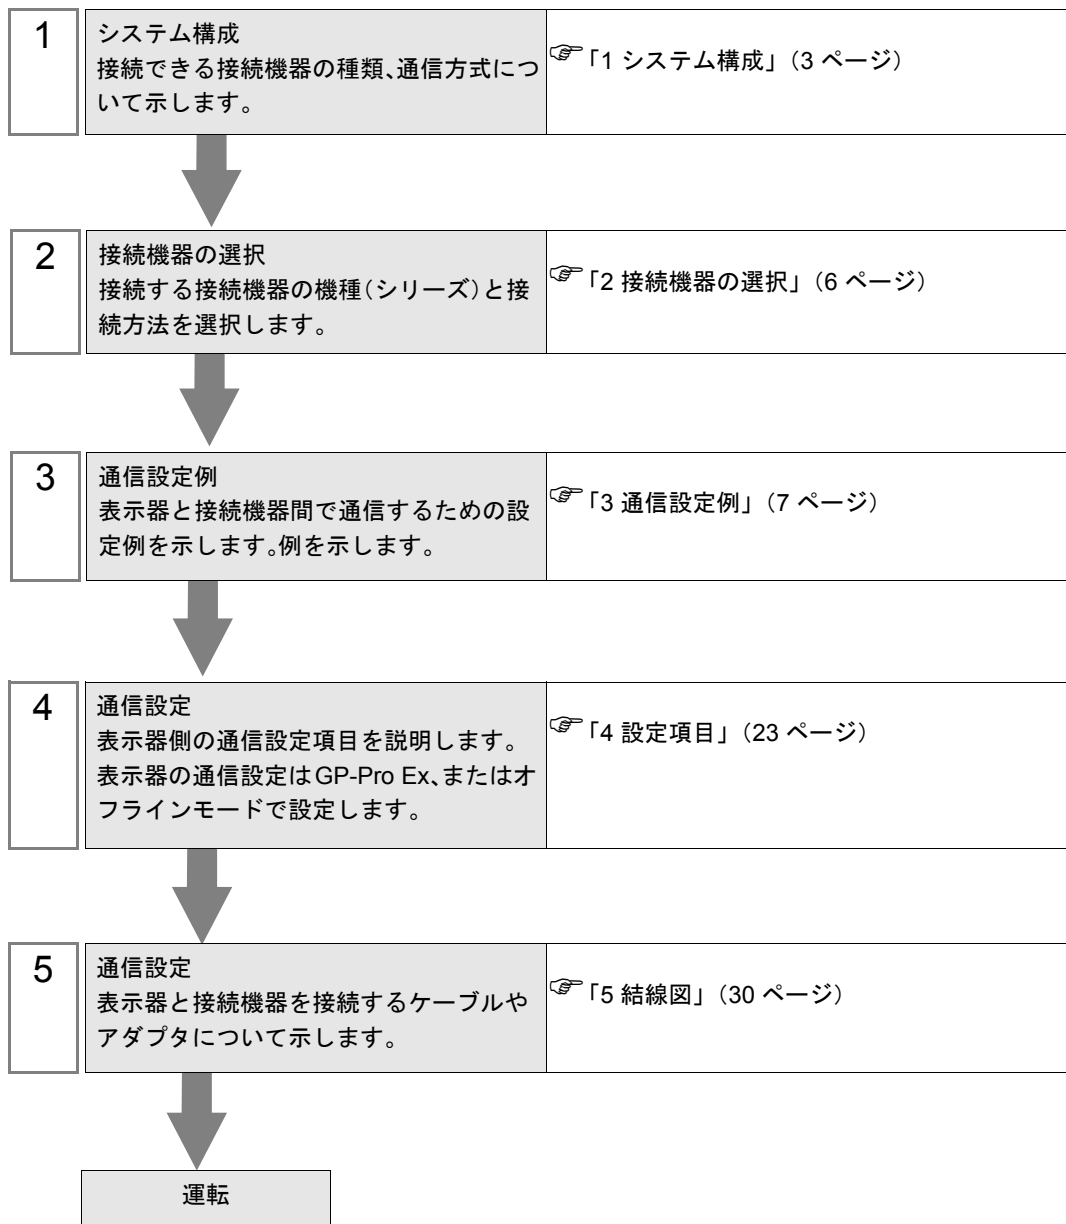 1
システム構成
接続できる接続機器の種類、通信方式につ
いて示します。
☞「1 システム構成」（3 ページ）
2
接続機器の選択
接続する接続機器の機種（シリーズ）と接
続方法を選択します。
☞「2 接続機器の選択」（6 ページ）
3
通信設定例
表示器と接続機器間で通信するための設
定例を示します。例を示します。
☞「3 通信設定例」（7 ページ）
4
通信設定
表示器側の通信設定項目を説明します。
表示器の通信設定はGP-Pro Ex、またはオ
フラインモードで設定します。
☞「4 設定項目」（23 ページ）
5
通信設定
表示器と接続機器を接続するケーブルや
アダプタについて示します。
☞「5 結線図」（30 ページ）
運転